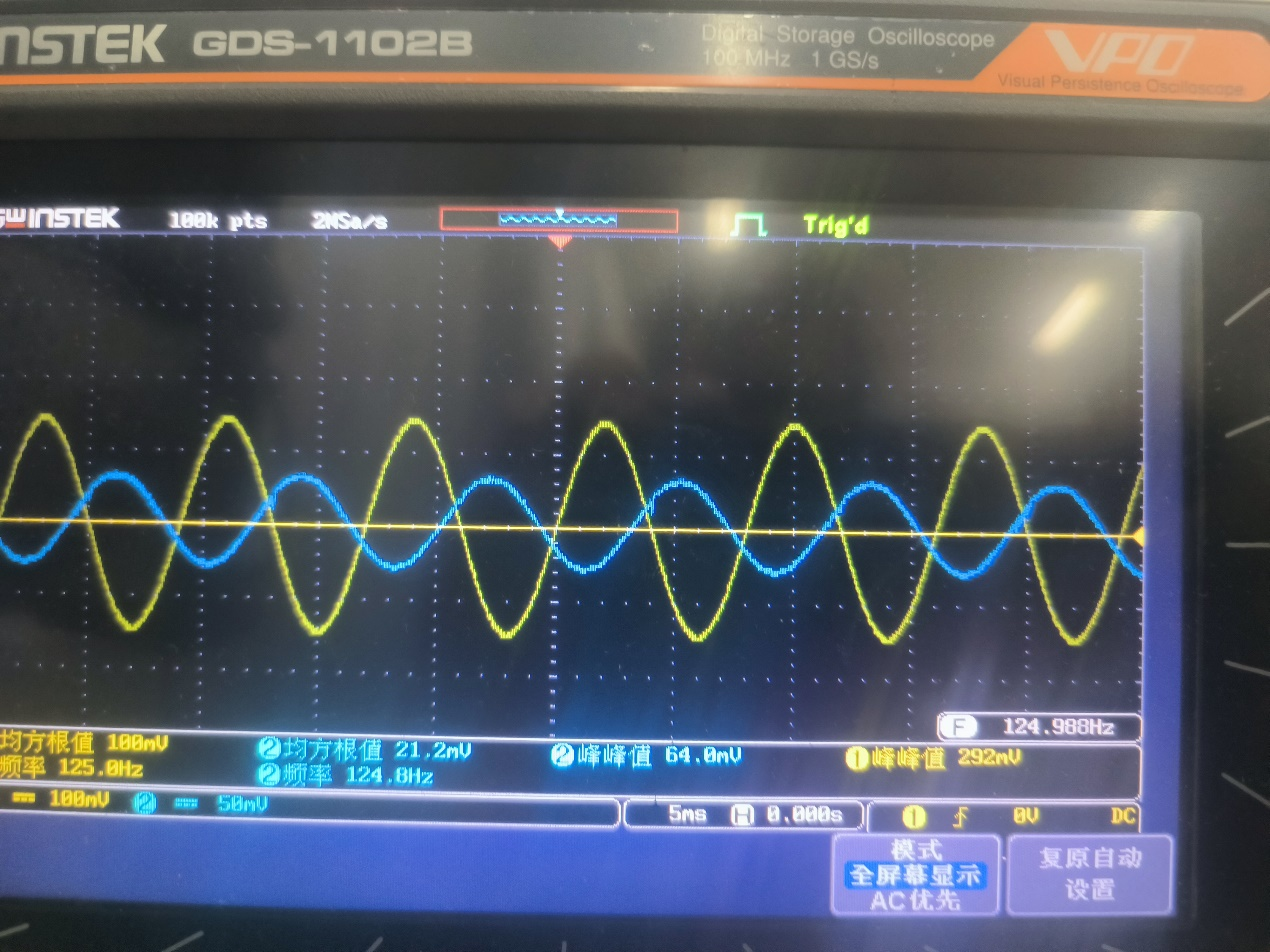 INSTEK GDS-1102B
Digital Storage Oscilloscope
100 MHz 1 GS/s
VPO
Visual Persistence Oscilloscope
GWINSTEK 100k pts 2MSa/s Trig'd
F 124.988Hz
均方根值 100mV 2 均方根值 21.2mV 2 峰峰值 64.0mV 1 峰峰值 292mV
频率 125.0Hz 2 频率 124.8Hz
100mV 2 50mV 5ms H 0.000s 1 0V DC
模式
全屏幕显示
AC优先
复原自动
设置